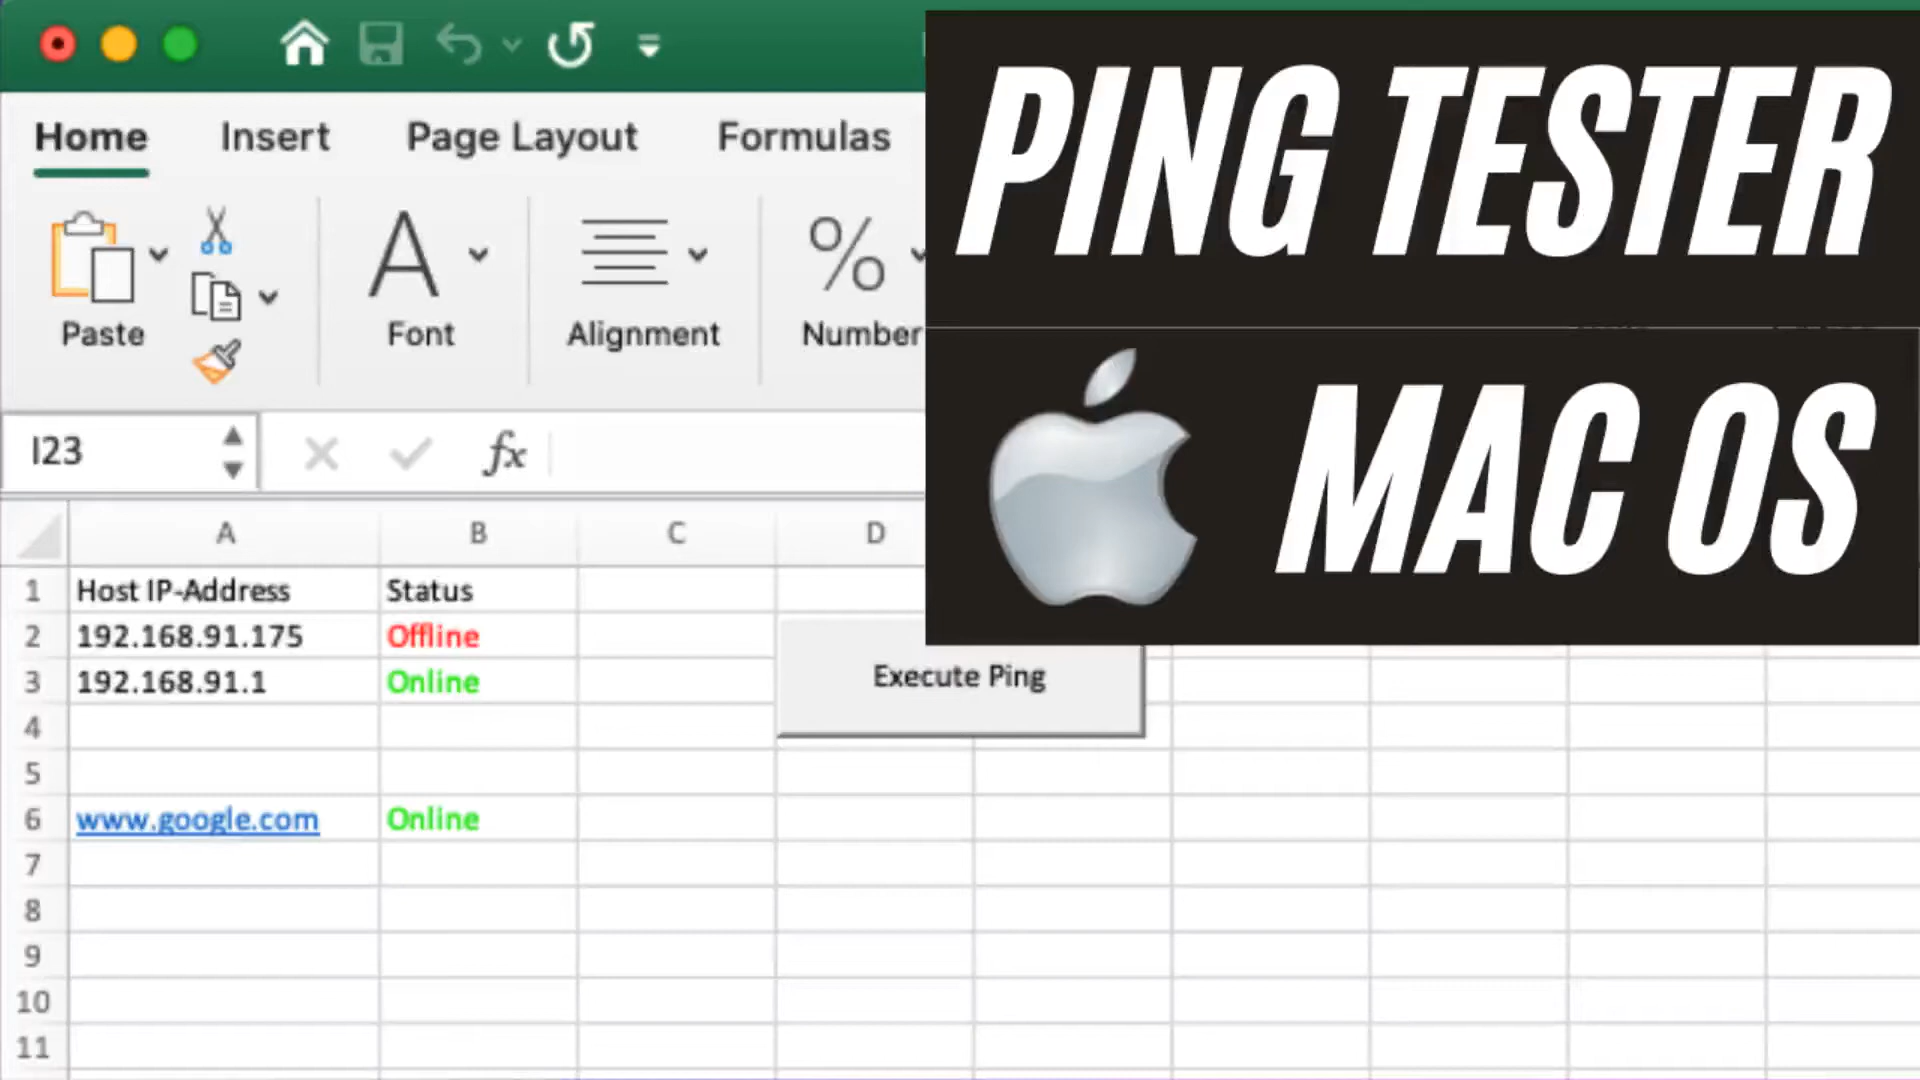 PING TESTER
MAC OS
Home Insert Page Layout Formulas
Paste Font Alignment Number
I23 fx
A B C D
1 Host IP-Address Status
2 192.168.91.175 Offline
3 192.168.91.1 Online
Execute Ping
4
5
6 www.google.com Online
7
8
9
10
11